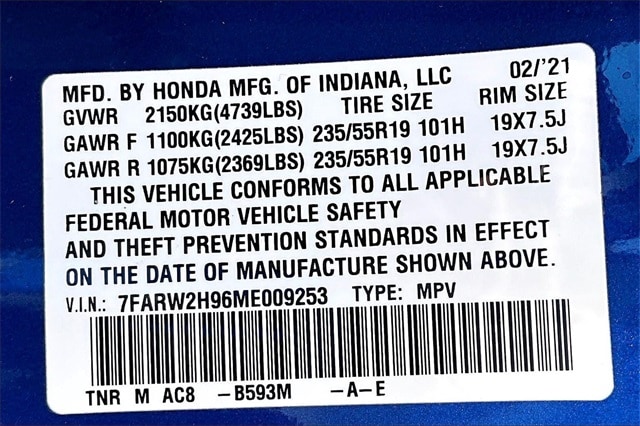 MFD. BY HONDA MFG. OF INDIANA, LLC 02/'21
GVWR 2150KG(4739LBS) TIRE SIZE RIM SIZE
GAWR F 1100KG(2425LBS) 235/55R19 101H 19X7.5J
GAWR R 1075KG(2369LBS) 235/55R19 101H 19X7.5J
THIS VEHICLE CONFORMS TO ALL APPLICABLE
FEDERAL MOTOR VEHICLE SAFETY
AND THEFT PREVENTION STANDARDS IN EFFECT
ON THE DATE OF MANUFACTURE SHOWN ABOVE.
V.I.N.: 7FARW2H96ME009253 TYPE: MPV
TNR M AC8 -B593M -A-E